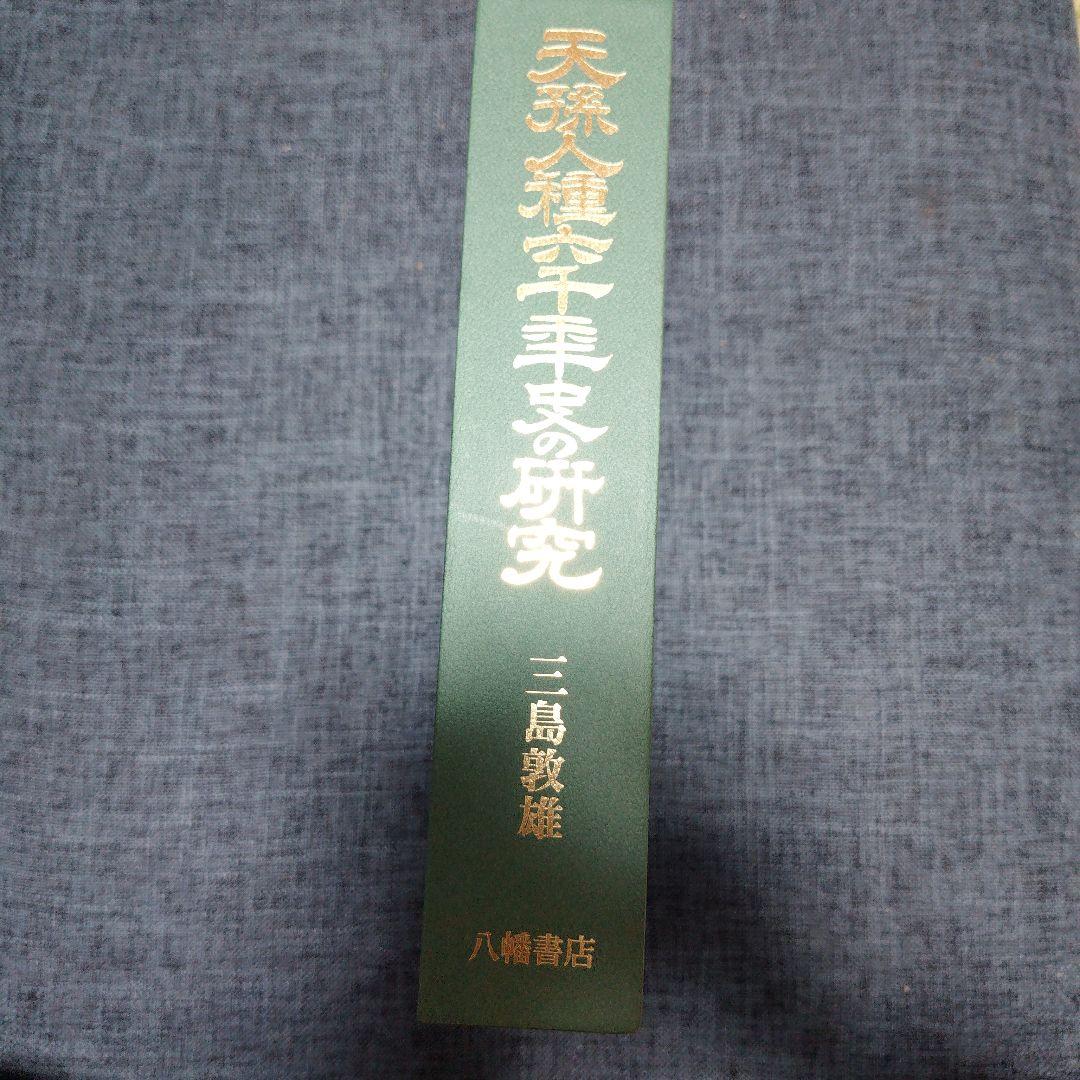 天孫人種六千年史の研究
三島敦雄
八幡書店